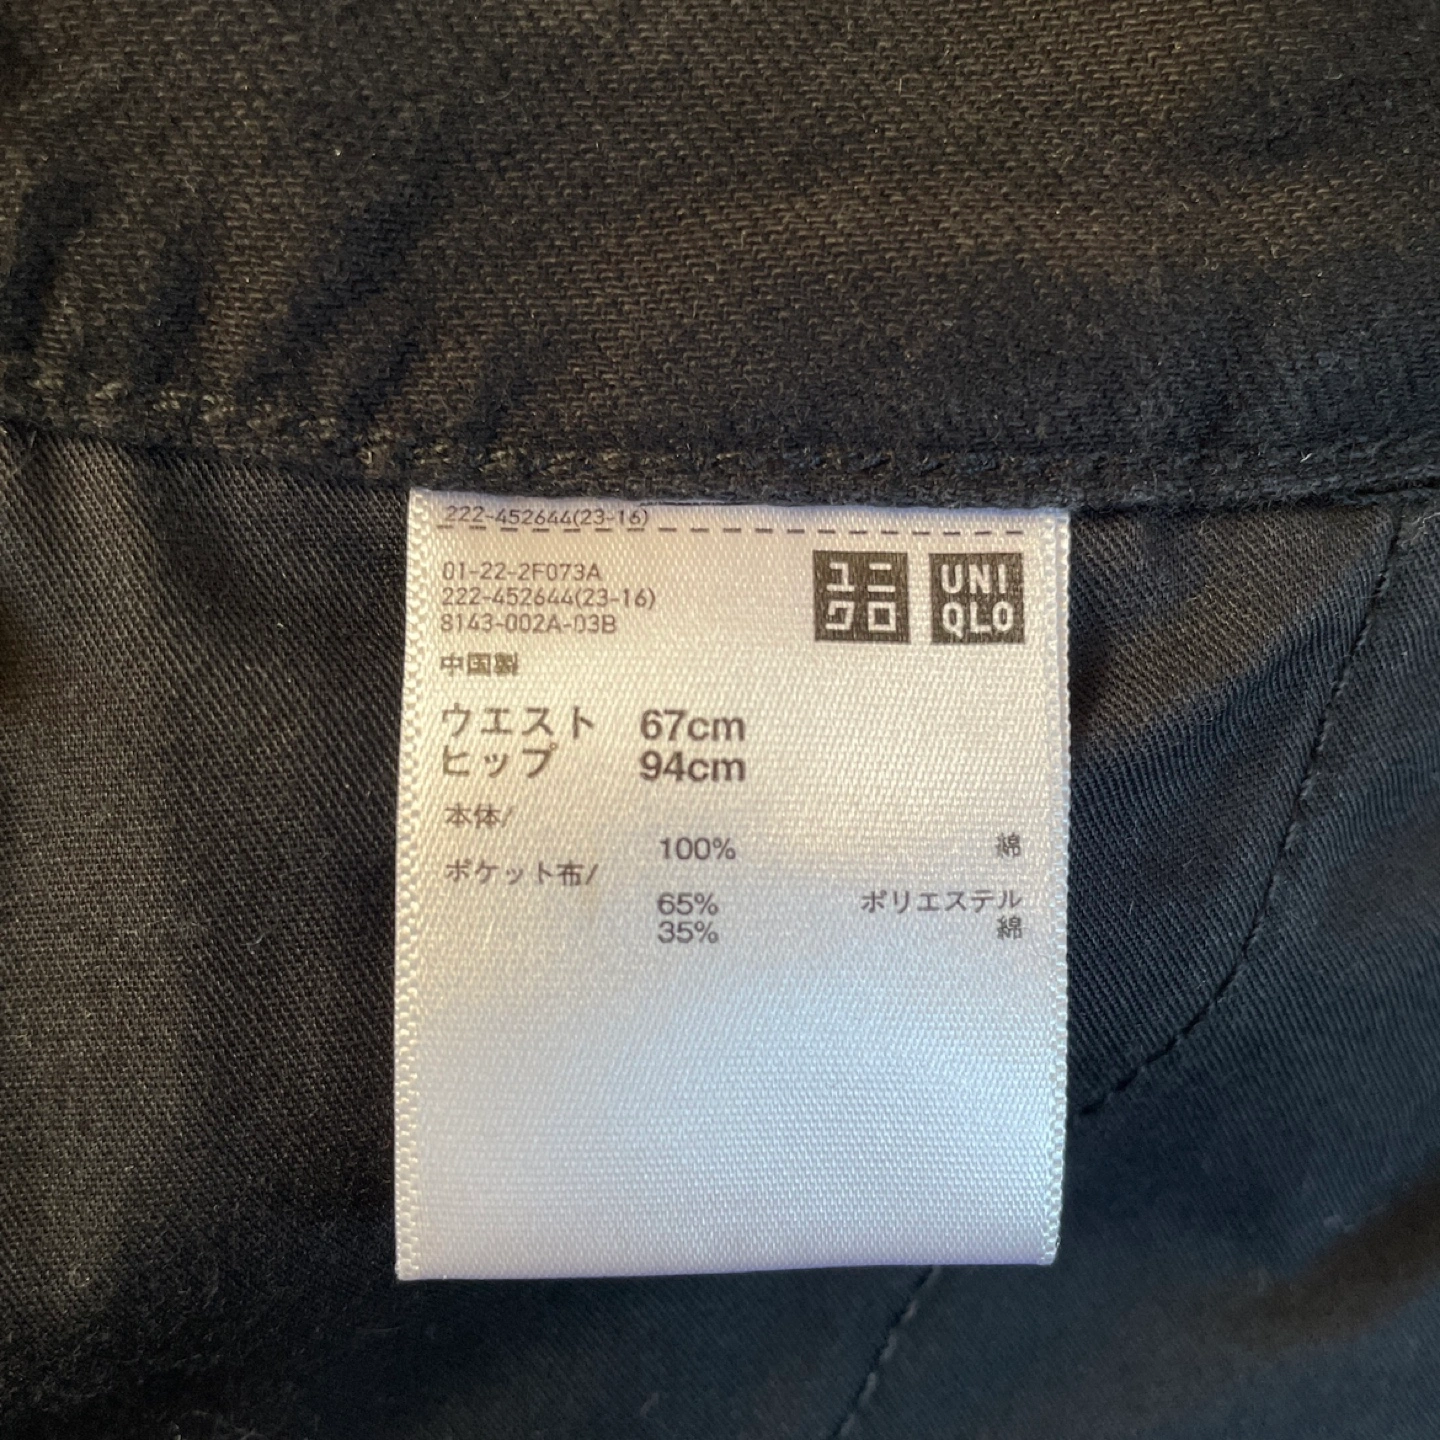 222-452644(23-16)
01-22-2F073A
222-452644(23-16)
8143-002A-03B
ユニ
クロ
UNI
QLO
中国製
ウエスト 67cm
ヒップ 94cm
本体/
100% 綿
ポケット布/
65% ポリエステル
35% 綿